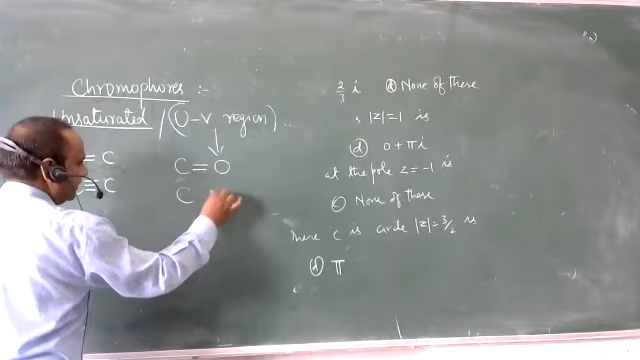 Chromophores :-
Unsaturated / (U-V region) ...
= C
≡ C
C = O
C
2/3 i (d) None of these
, |z|=1 is
(d) 0 + πi
at the pole z = -1 is
None of these
here C is circle |z| = 3/2 is
(d) π